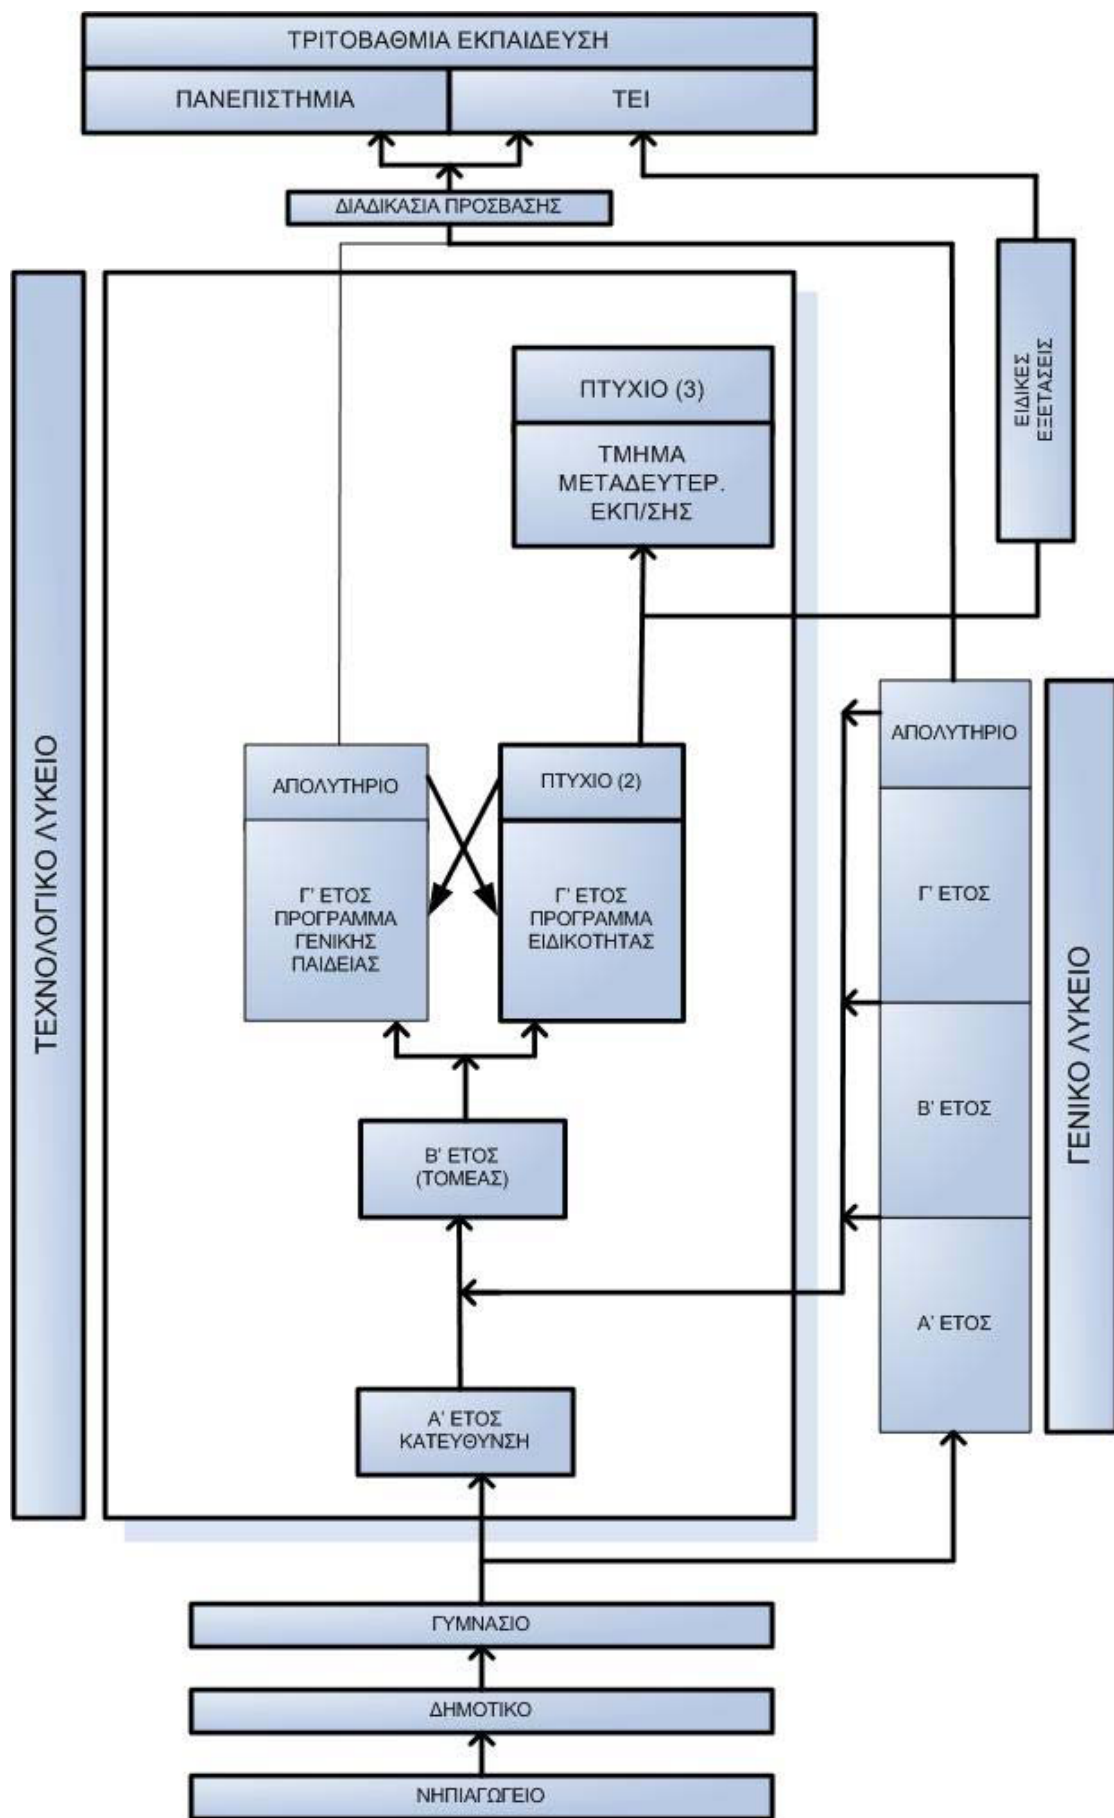 ΤΡΙΤΟΒΑΘΜΙΑ ΕΚΠΑΙΔΕΥΣΗ
ΠΑΝΕΠΙΣΤΗΜΙΑ
ΤΕΙ
ΔΙΑΔΙΚΑΣΙΑ ΠΡΟΣΒΑΣΗΣ
ΕΙΔΙΚΕΣ
ΕΞΕΤΑΣΕΙΣ
ΠΤΥΧΙΟ (3)
ΤΜΗΜΑ
ΜΕΤΑΔΕΥΤΕΡ.
ΕΚΠ/ΣΗΣ
ΤΕΧΝΟΛΟΓΙΚΟ ΛΥΚΕΙΟ
ΑΠΟΛΥΤΗΡΙΟ
Γ' ΕΤΟΣ
ΠΡΟΓΡΑΜΜΑ
ΓΕΝΙΚΗΣ
ΠΑΙΔΕΙΑΣ
ΠΤΥΧΙΟ (2)
Γ' ΕΤΟΣ
ΠΡΟΓΡΑΜΜΑ
ΕΙΔΙΚΟΤΗΤΑΣ
Β' ΕΤΟΣ
(ΤΟΜΕΑΣ)
Α' ΕΤΟΣ
ΚΑΤΕΥΘΥΝΣΗ
ΑΠΟΛΥΤΗΡΙΟ
Γ' ΕΤΟΣ
Β' ΕΤΟΣ
Α' ΕΤΟΣ
ΓΕΝΙΚΟ ΛΥΚΕΙΟ
ΓΥΜΝΑΣΙΟ
ΔΗΜΟΤΙΚΟ
ΝΗΠΙΑΓΩΓΕΙΟ